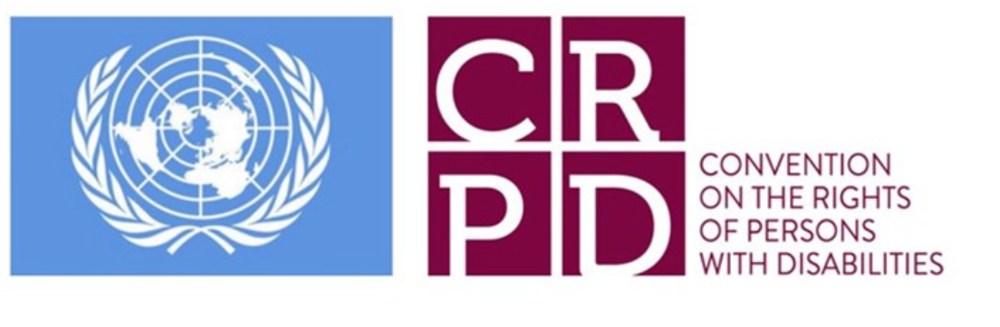 CR
PD
CONVENTION
ON THE RIGHTS
OF PERSONS
WITH DISABILITIES